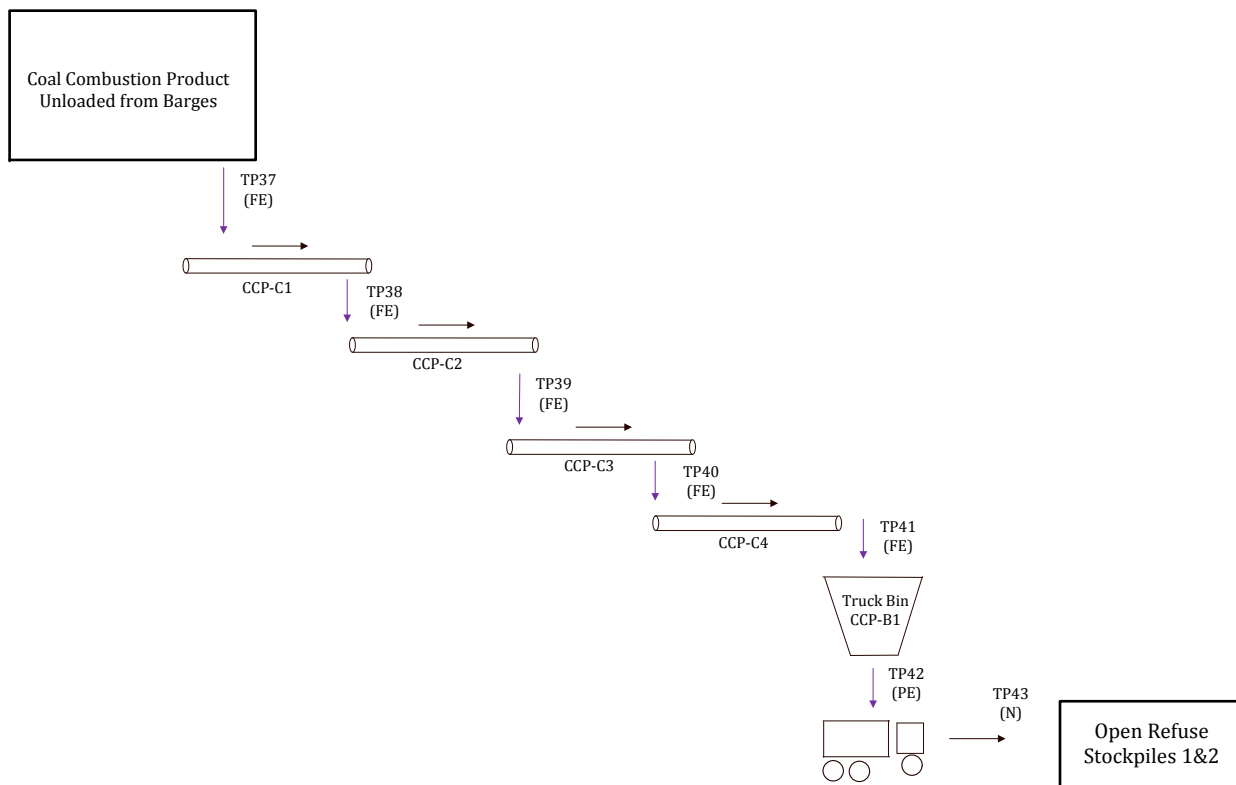 Coal Combustion Product
Unloaded from Barges
TP37
(FE)
CCP-C1
TP38
(FE)
CCP-C2
TP39
(FE)
CCP-C3
TP40
(FE)
CCP-C4
TP41
(FE)
Truck Bin
CCP-B1
TP42
(PE)
TP43
(N)
Open Refuse
Stockpiles 1&2